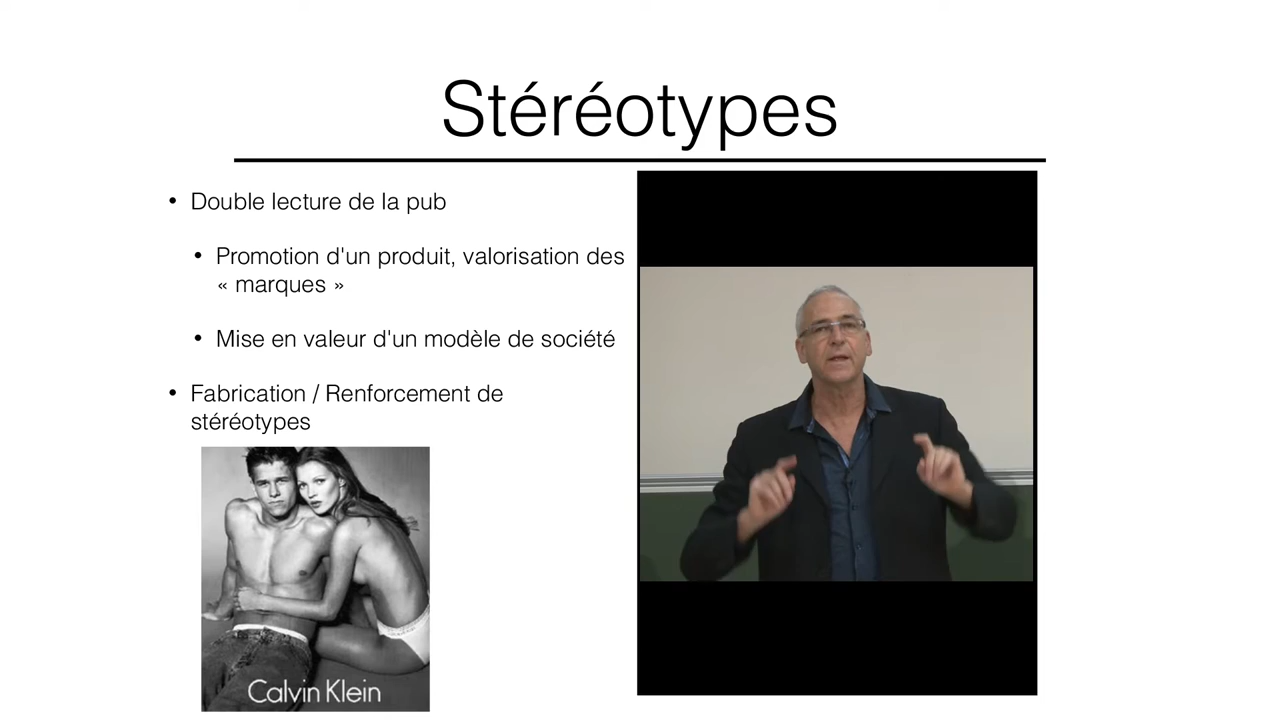 Stéréotypes
• Double lecture de la pub
• Promotion d'un produit, valorisation des
« marques »
• Mise en valeur d'un modèle de société
• Fabrication / Renforcement de
stéréotypes
Calvin Klein